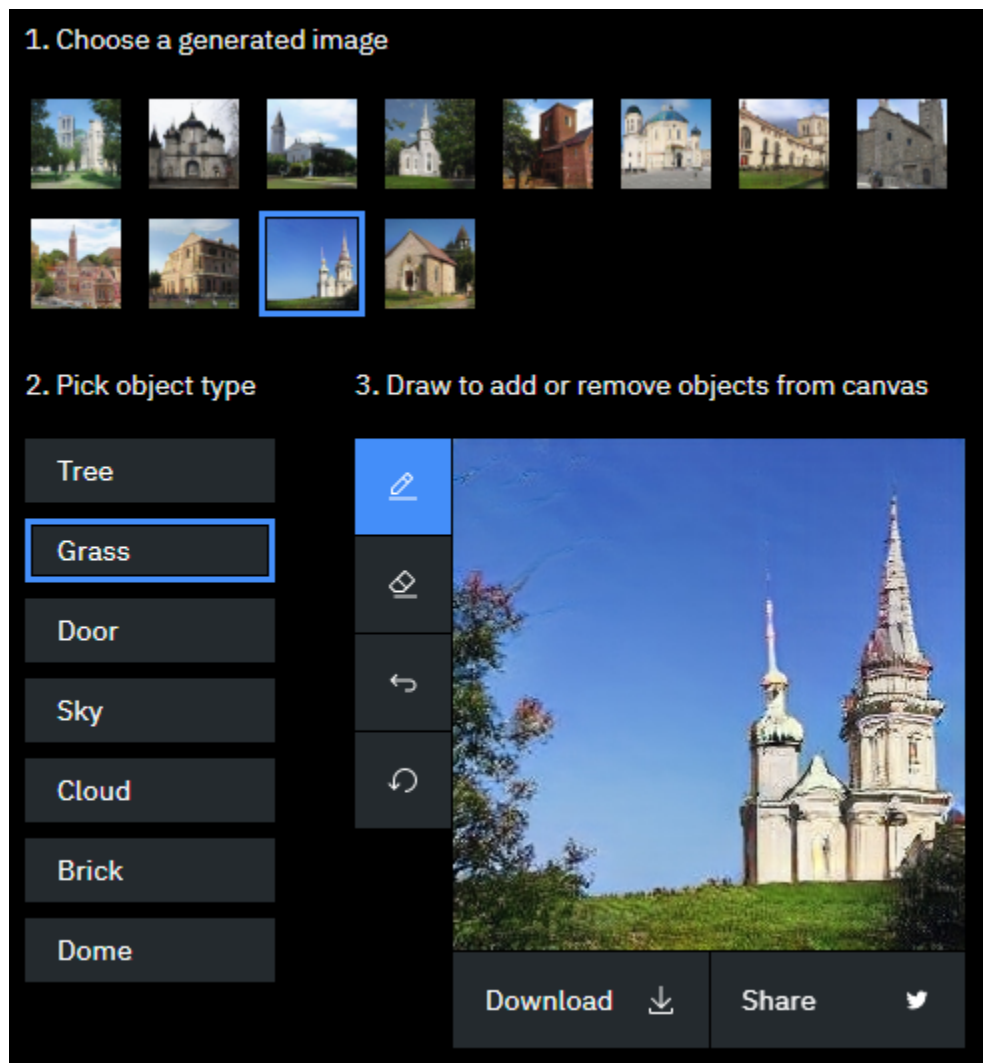 1. Choose a generated image
2. Pick object type
3. Draw to add or remove objects from canvas
Tree
Grass
Door
Sky
Cloud
Brick
Dome
Download
Share